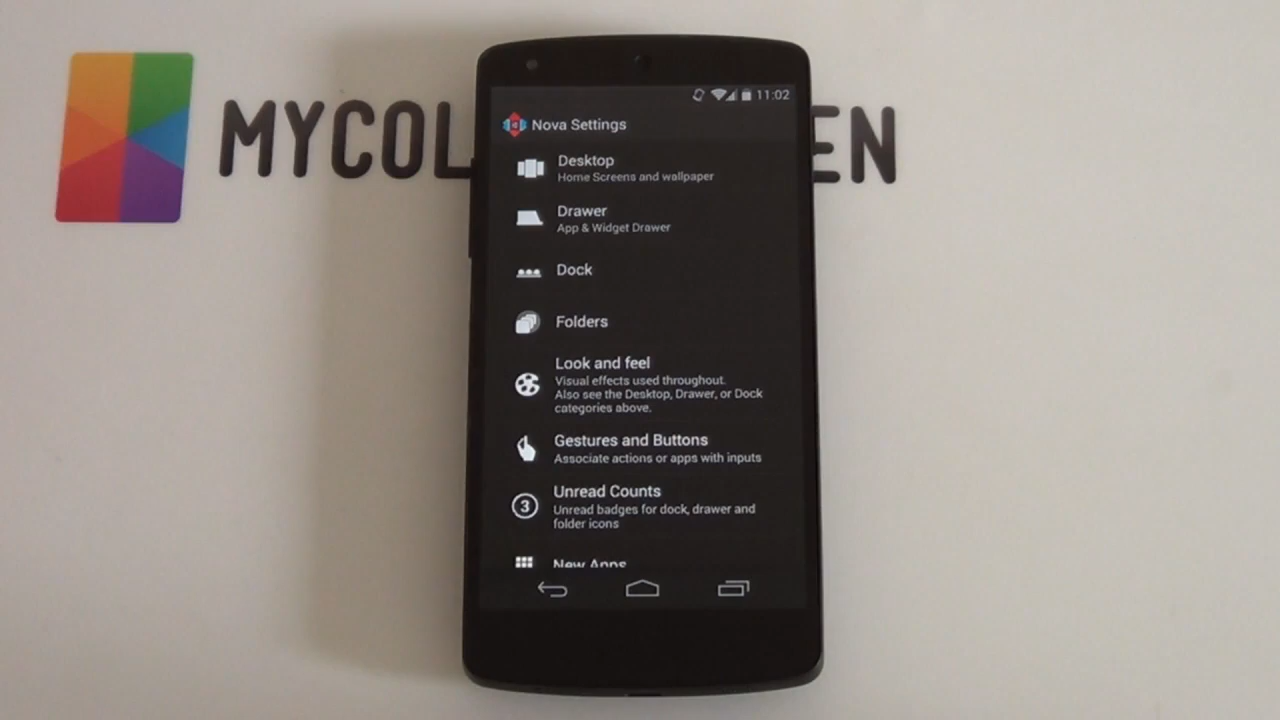 MYCOL EN
11:02
Nova Settings
Desktop
Home Screens and wallpaper
Drawer
App & Widget Drawer
Dock
Folders
Look and feel
Visual effects used throughout.
Also see the Desktop, Drawer, or Dock
categories above.
Gestures and Buttons
Associate actions or apps with inputs
3
Unread Counts
Unread badges for dock, drawer and
folder icons
New Apps